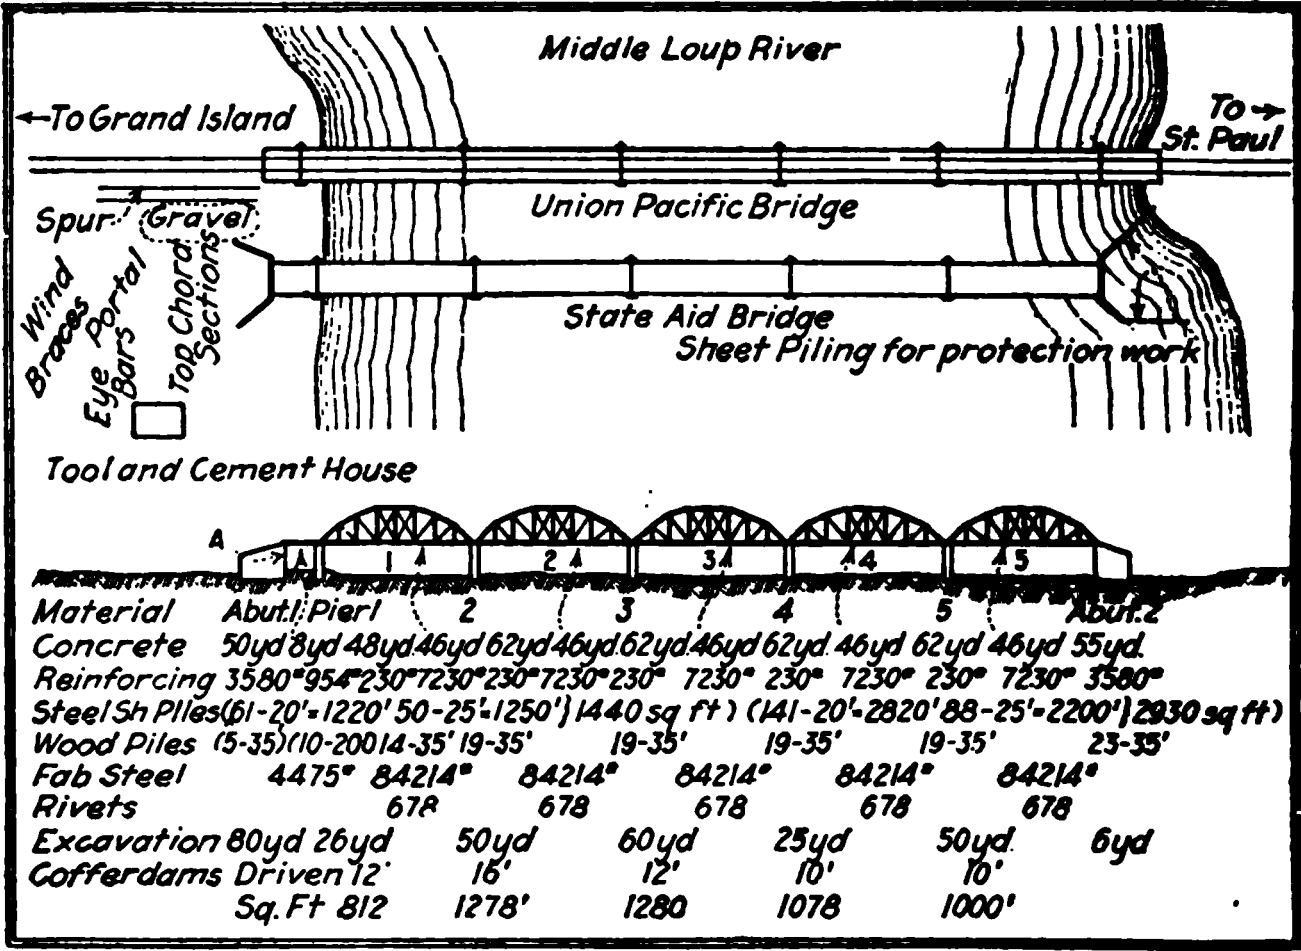 Middle Loup River
←To Grand Island
To →
St. Paul
Union Pacific Bridge
Spur
Gravel
Wind
Braces
Eye
Bars
Portal
Top Chord
Sections
State Aid Bridge
Sheet Piling for protection work
Tool and Cement House
A
A 1 2 3 4 5
Material Abut.1 Pier1 2 3 4 5 Abut.2
Concrete 50yd 8yd 48yd. 46yd 62yd 46yd. 62yd. 46yd 62yd. 46yd 62yd 46yd 55yd.
Reinforcing 3580# 954# 230# 7230# 230# 7230# 230# 7230# 230# 7230# 230# 7230# 3580#
Steel Sh Piles (61-20'=1220' 50-25'=1250'} 1440 sq ft) (141-20'=2820' 88-25'=2200'} 2930 sq ft)
Wood Piles (5-35)(10-20014-35' 19-35' 19-35' 19-35' 19-35' 23-35'
Fab Steel 4475# 84214# 84214# 84214# 84214# 84214#
Rivets 678 678 678 678 678
Excavation 80yd 26yd 50yd 60yd 25yd 50yd. 6yd
Cofferdams Driven 12' 16' 12' 10' 10'
Sq. Ft 812 1278' 1280 1078 1000'